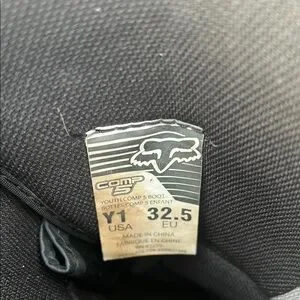 COMP
5
YOUTH COMP 5 BOOT
BOTTES COMP 5 ENFANT
Y1 32.5
USA EU
MADE IN CHINA
FABRIQUÉ EN CHINE